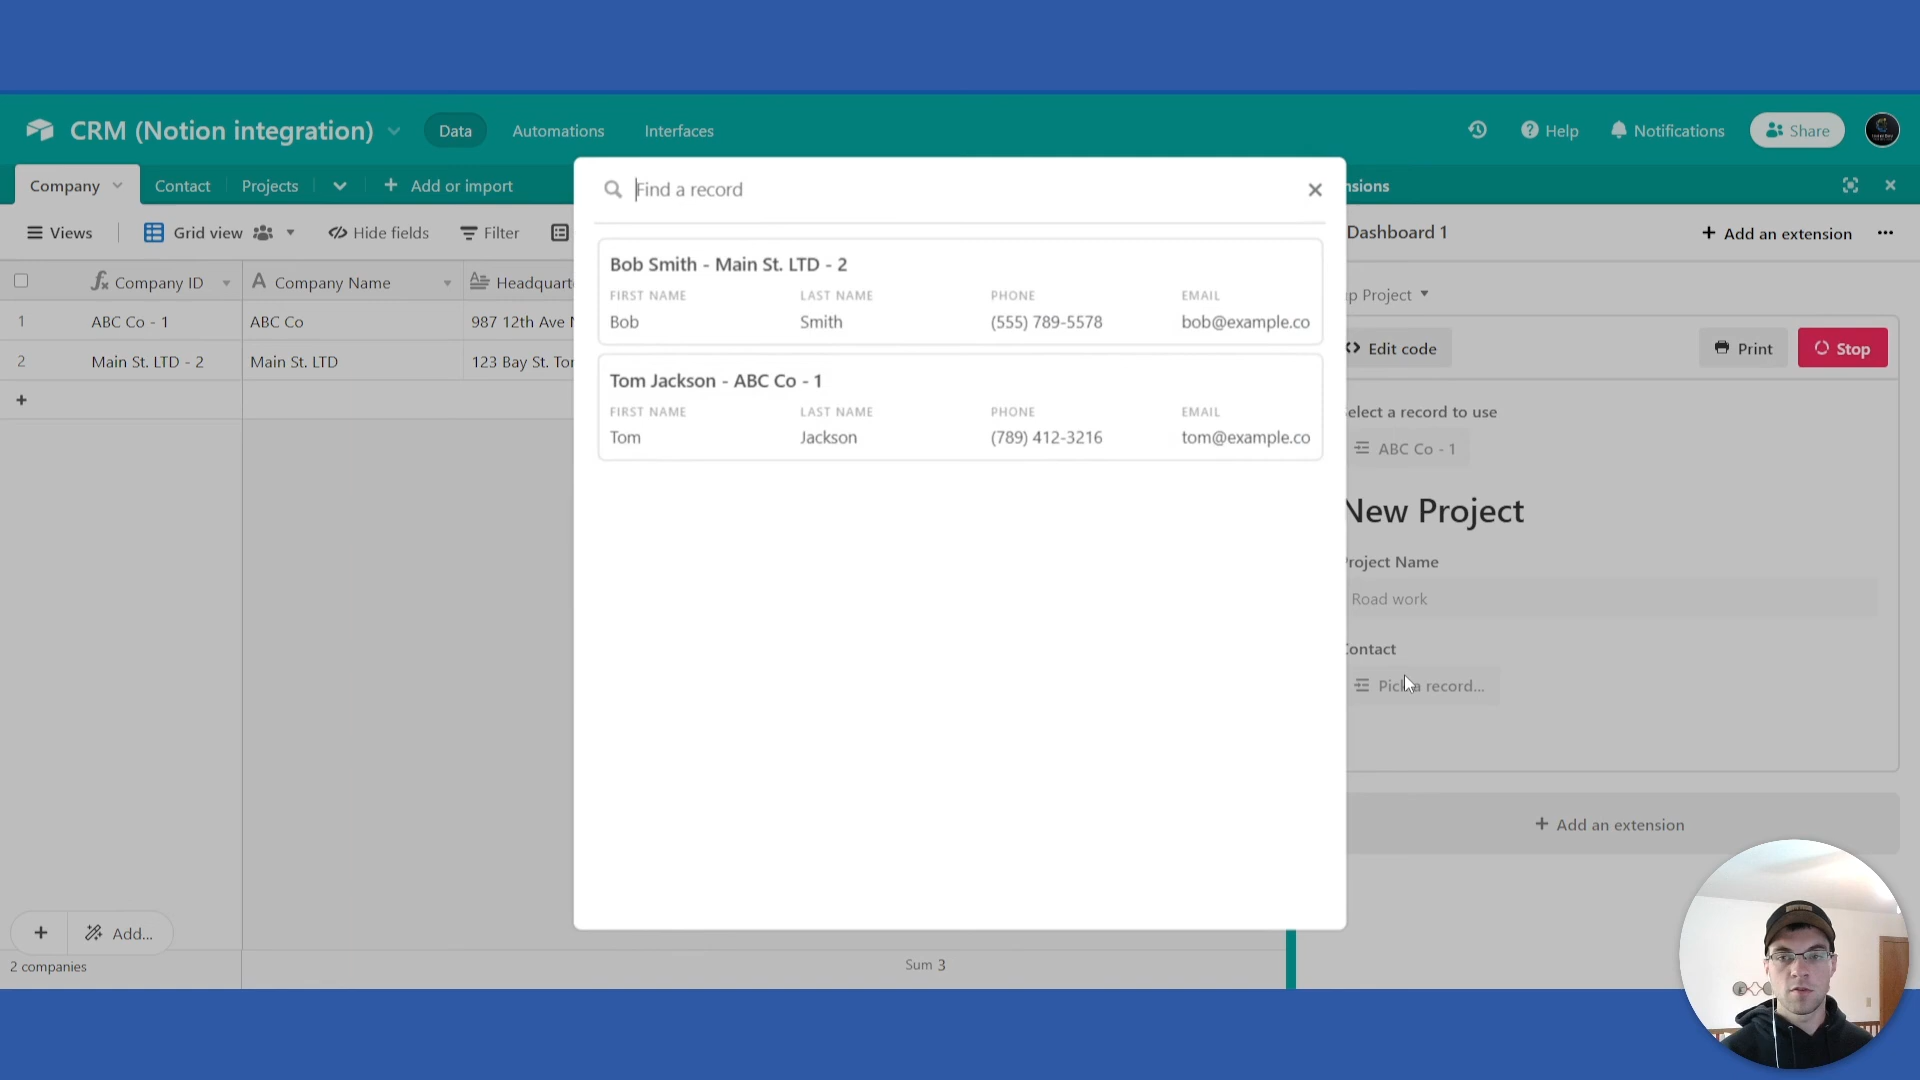 CRM (Notion integration)
Data
Automations
Interfaces
Help
Notifications
Share
Company
Contact
Projects
Add or import
nsions
Views
Grid view
Hide fields
Filter
Dashboard 1
Add an extension
Company ID
Company Name
Headquart
1
ABC Co - 1
ABC Co
987 12th Ave N
2
Main St. LTD - 2
Main St. LTD
123 Bay St. Tor
Find a record
Bob Smith - Main St. LTD - 2
FIRST NAME
LAST NAME
PHONE
EMAIL
Bob
Smith
(555) 789-5578
bob@example.co
Tom Jackson - ABC Co - 1
FIRST NAME
LAST NAME
PHONE
EMAIL
Tom
Jackson
(789) 412-3216
tom@example.co
p Project
Edit code
Print
Stop
elect a record to use
ABC Co - 1
New Project
Project Name
Road work
Contact
Pick a record...
Add an extension
Add...
2 companies
Sum 3